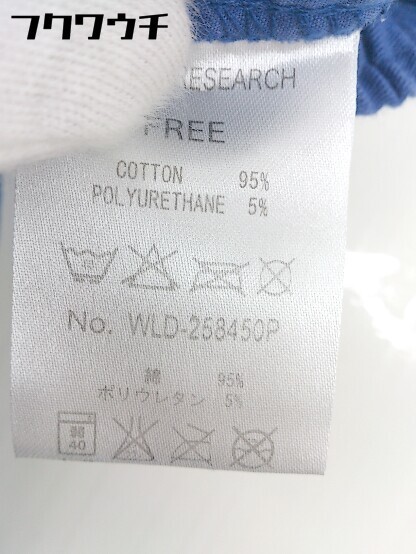 フクワウチ
RESEARCH
FREE
COTTON 95%
POLYURETHANE 5%
No. WLD-258450P
綿 95%
ポリウレタン 5%
40